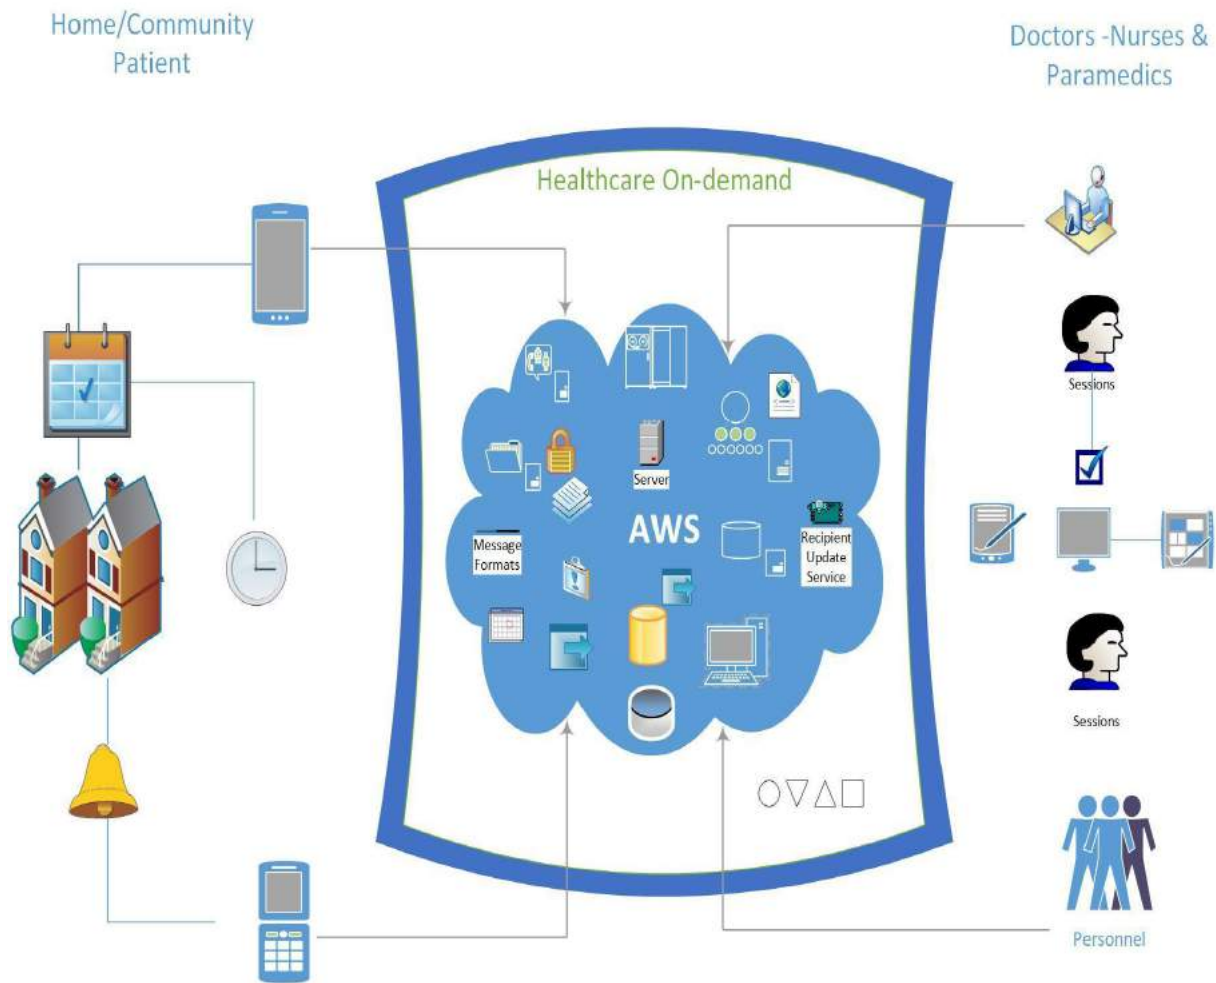 Home/Community
Patient
Doctors -Nurses &
Paramedics
Healthcare On-demand
Sessions
Server
AWS
Message
Formats
Recipient
Update
Service
Sessions
Personnel